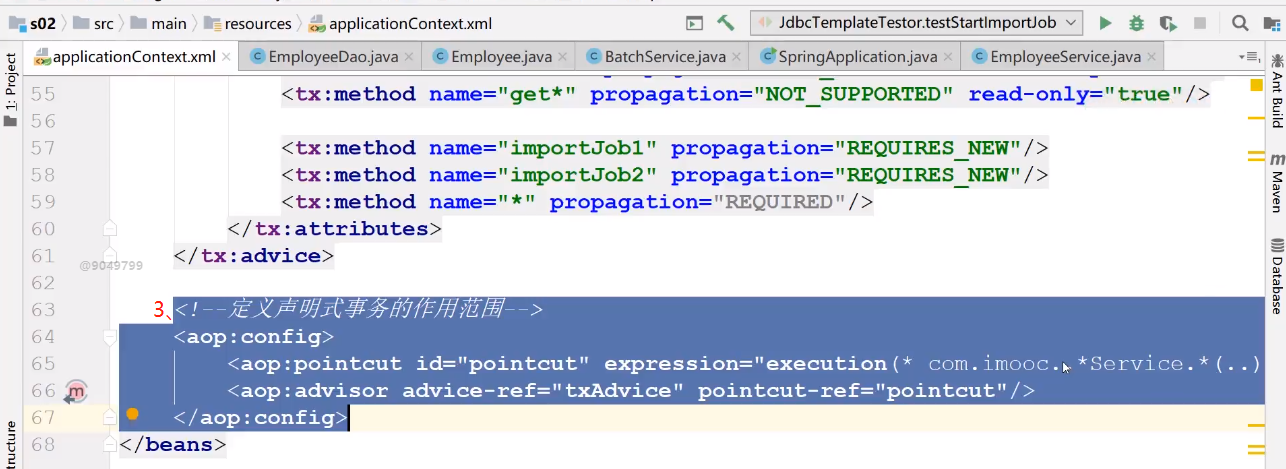 s02 src main resources applicationContext.xml JdbcTemplateTestor.testStartImportJob
applicationContext.xml EmployeeDao.java Employee.java BatchService.java SpringApplication.java EmployeeService.java
1: Project
Ant Build
Maven
Database
55 <tx:method name="get*" propagation="NOT_SUPPORTED" read-only="true"/>
56
57 <tx:method name="importJob1" propagation="REQUIRES_NEW"/>
58 <tx:method name="importJob2" propagation="REQUIRES_NEW"/>
59 <tx:method name="*" propagation="REQUIRED"/>
60 </tx:attributes>
61 </tx:advice>
@9049799
62
63 3、<!--定义声明式事务的作用范围-->
64 <aop:config>
65 <aop:pointcut id="pointcut" expression="execution(* com.imooc..*Service.*(..)
66 <aop:advisor advice-ref="txAdvice" pointcut-ref="pointcut"/>
67 </aop:config>
68 </beans>